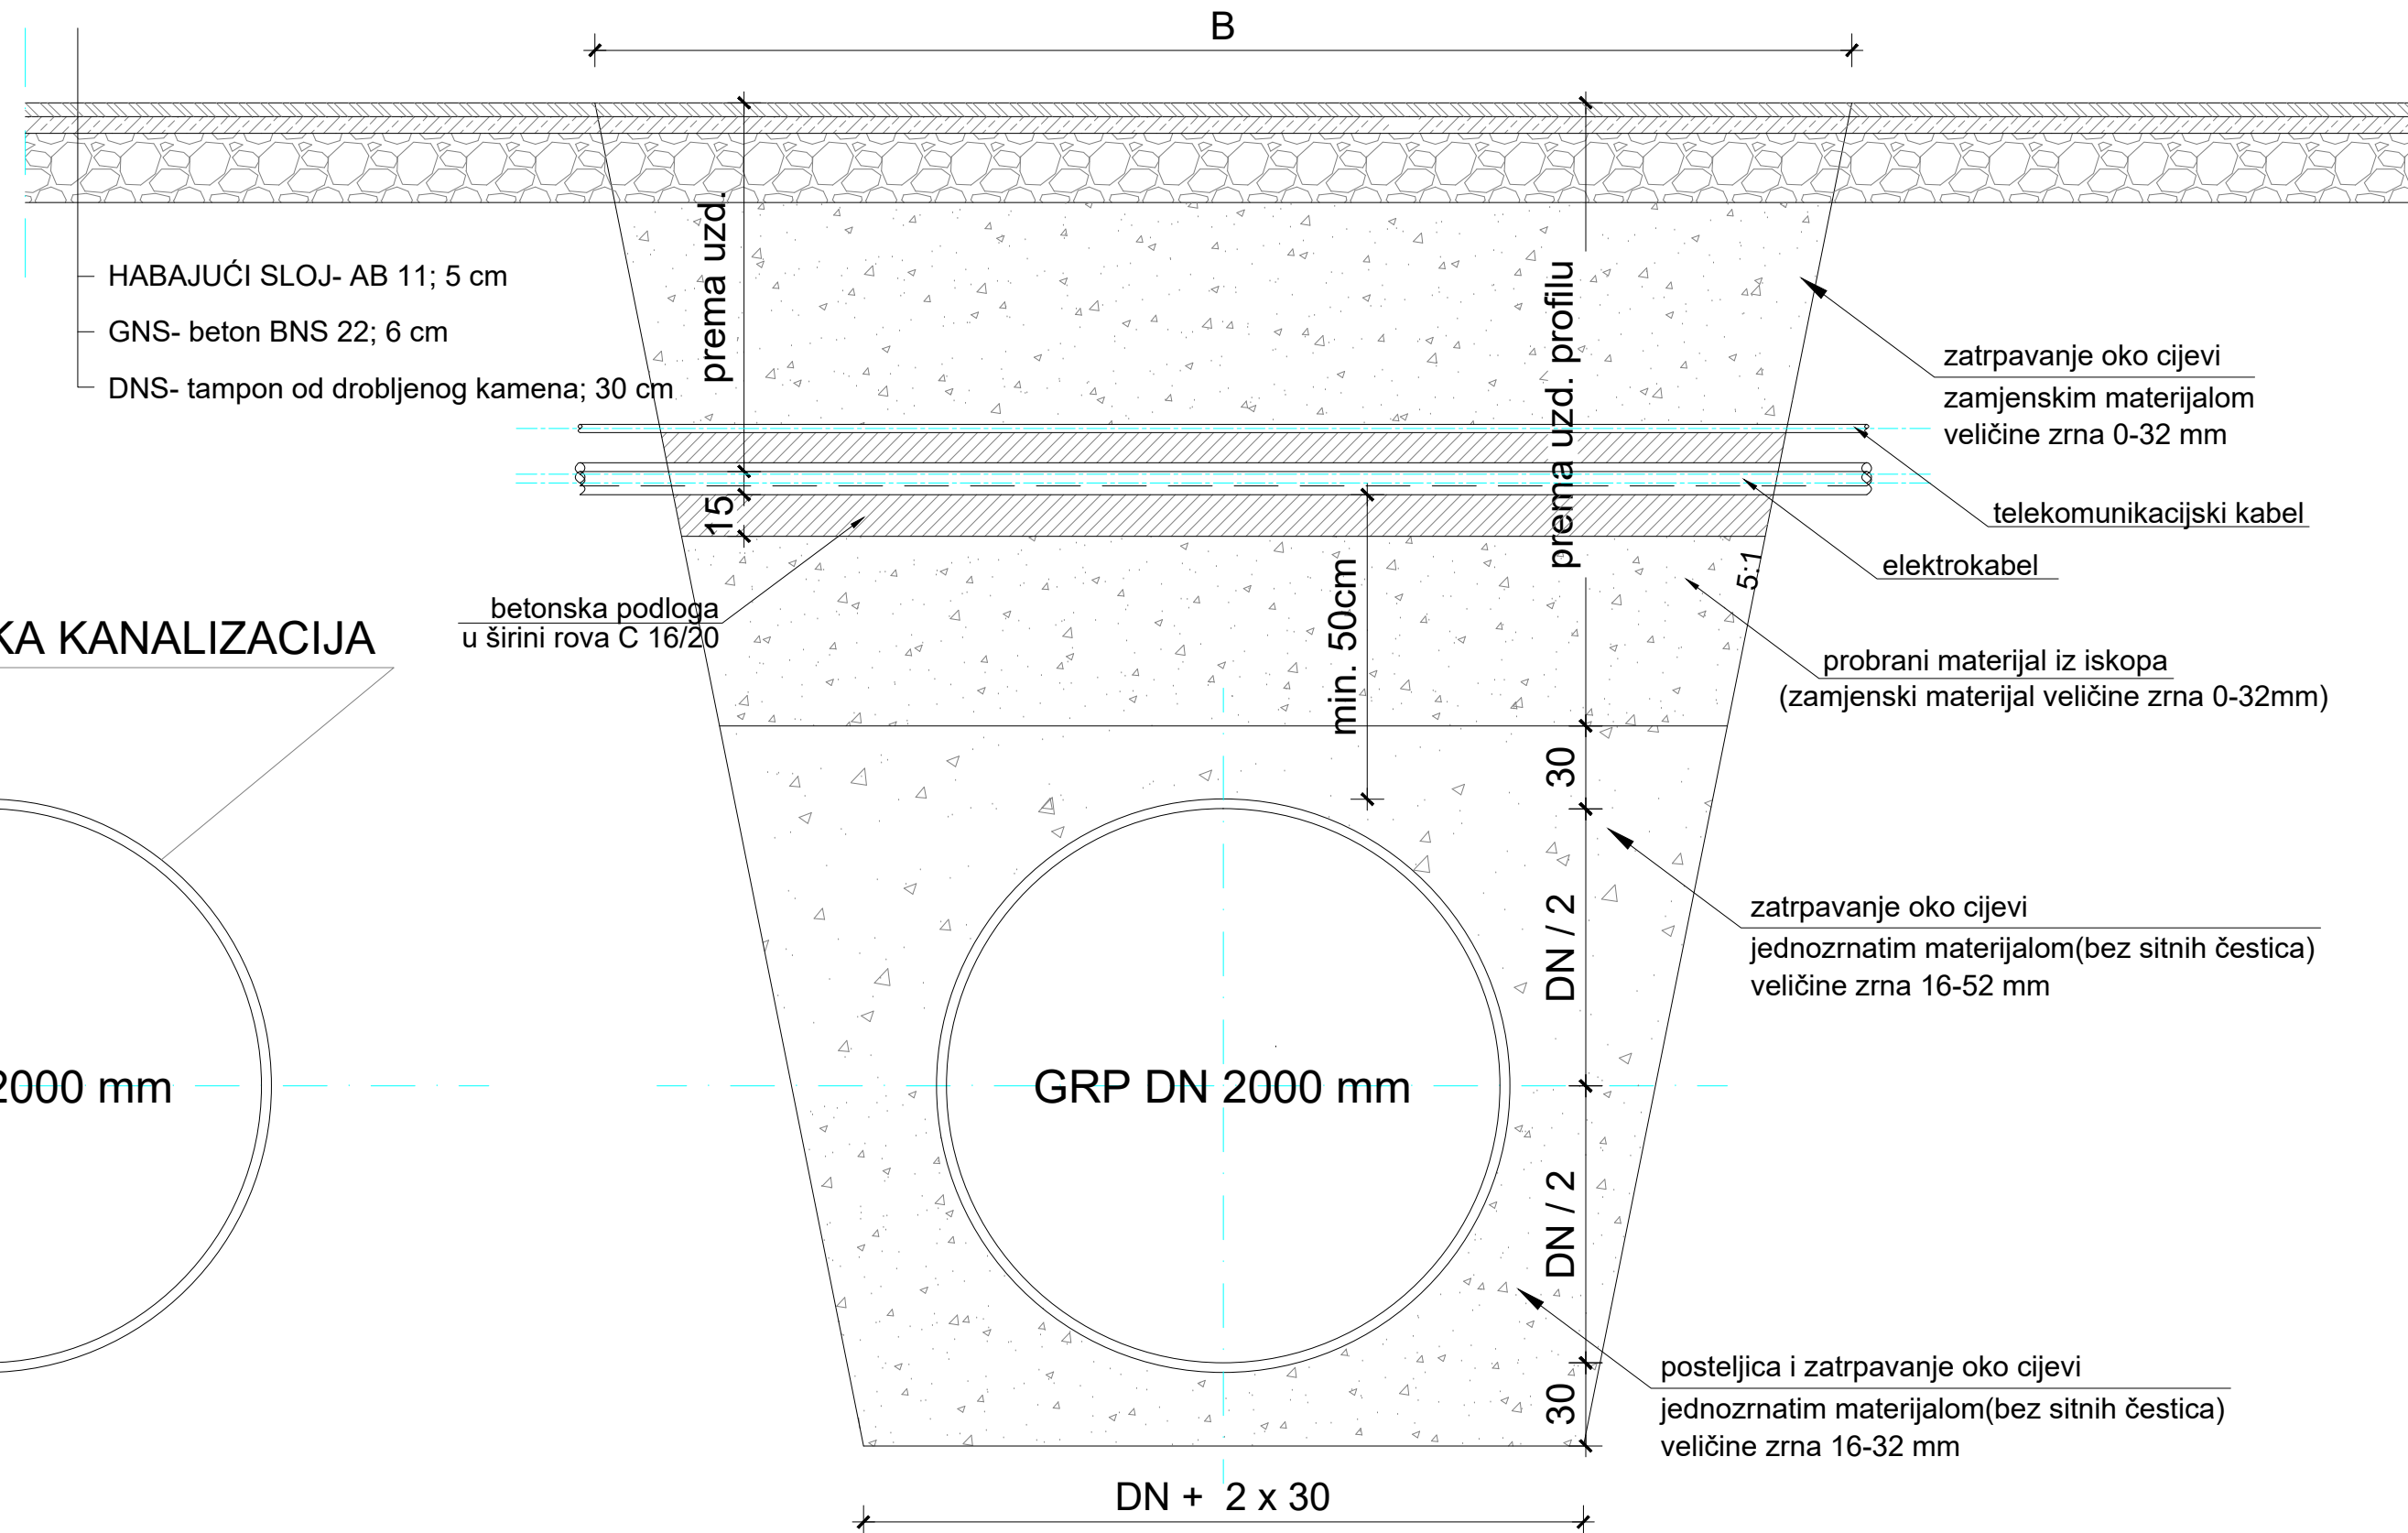 B
HABAJUĆI SLOJ- AB 11; 5 cm
GNS- beton BNS 22; 6 cm
DNS- tampon od drobljenog kamena; 30 cm
prema uzd.
15
prema uzd. profilu
zatrpavanje oko cijevi
zamjenskim materijalom
veličine zrna 0-32 mm
telekomunikacijski kabel
elektrokabel
5:1
betonska podloga
u širini rova C 16/20
min. 50cm
probrani materijal iz iskopa
(zamjenski materijal veličine zrna 0-32mm)
KA KANALIZACIJA
30
DN / 2
zatrpavanje oko cijevi
jednozrnatim materijalom(bez sitnih čestica)
veličine zrna 16-52 mm
2000 mm
GRP DN 2000 mm
DN / 2
30
posteljica i zatrpavanje oko cijevi
jednozrnatim materijalom(bez sitnih čestica)
veličine zrna 16-32 mm
DN + 2 x 30